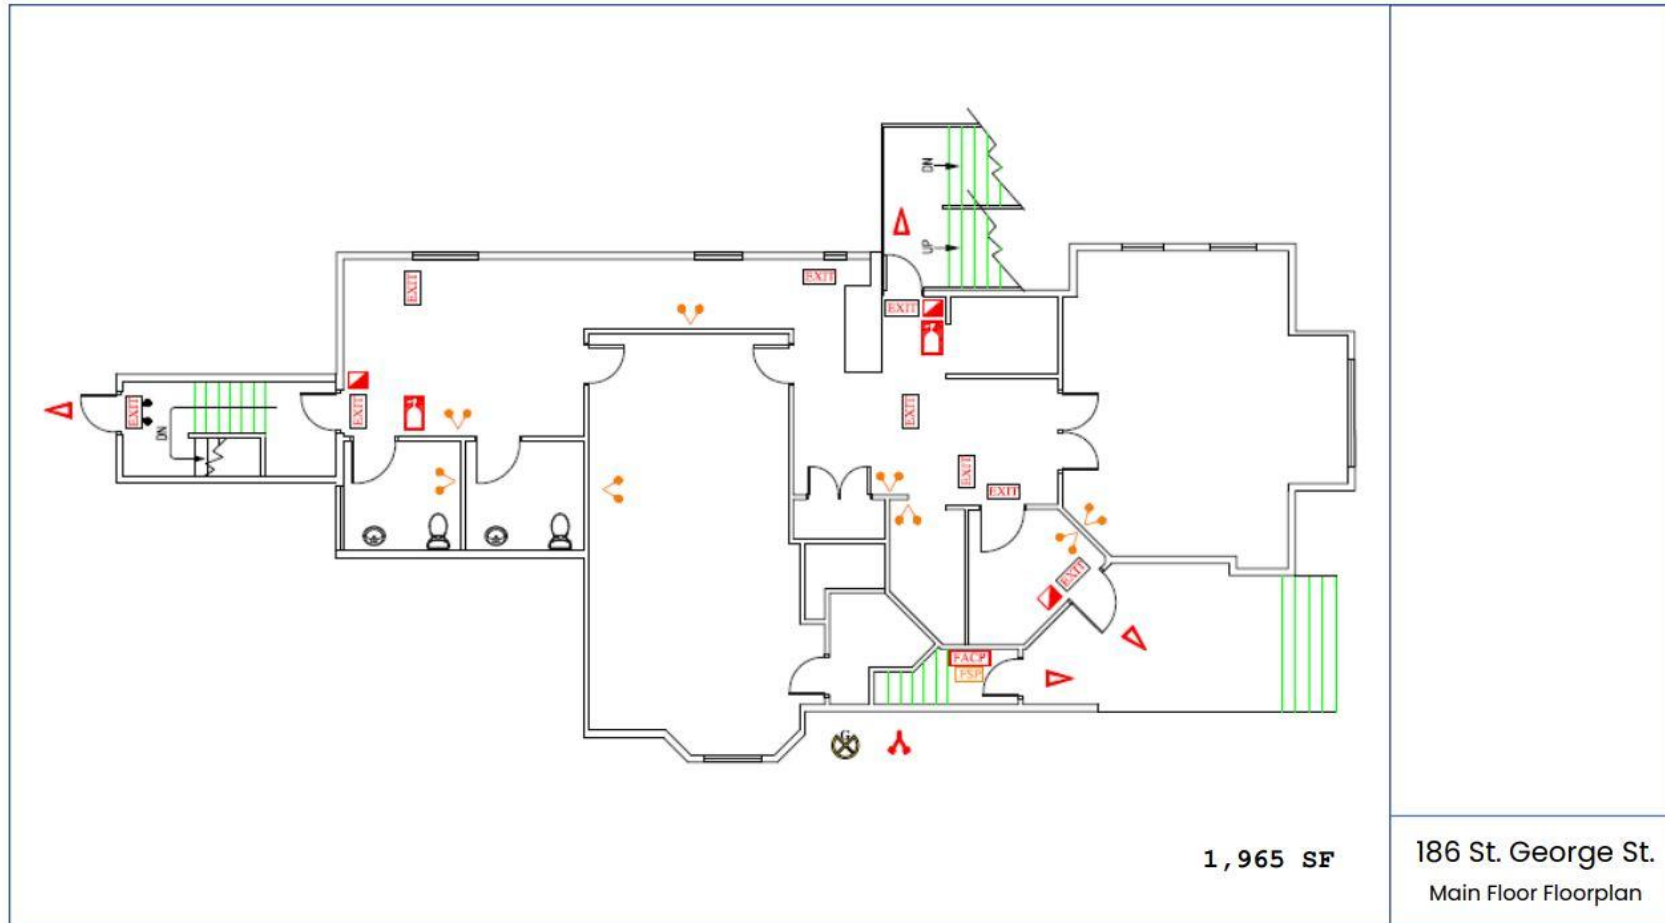 DN
UP
EXIT
EXIT
EXIT
EXIT
EXIT
EXIT
DN
EXIT
EXIT
EXIT
FACP
FSP
G
1,965 SF
186 St. George St.
Main Floor Floorplan